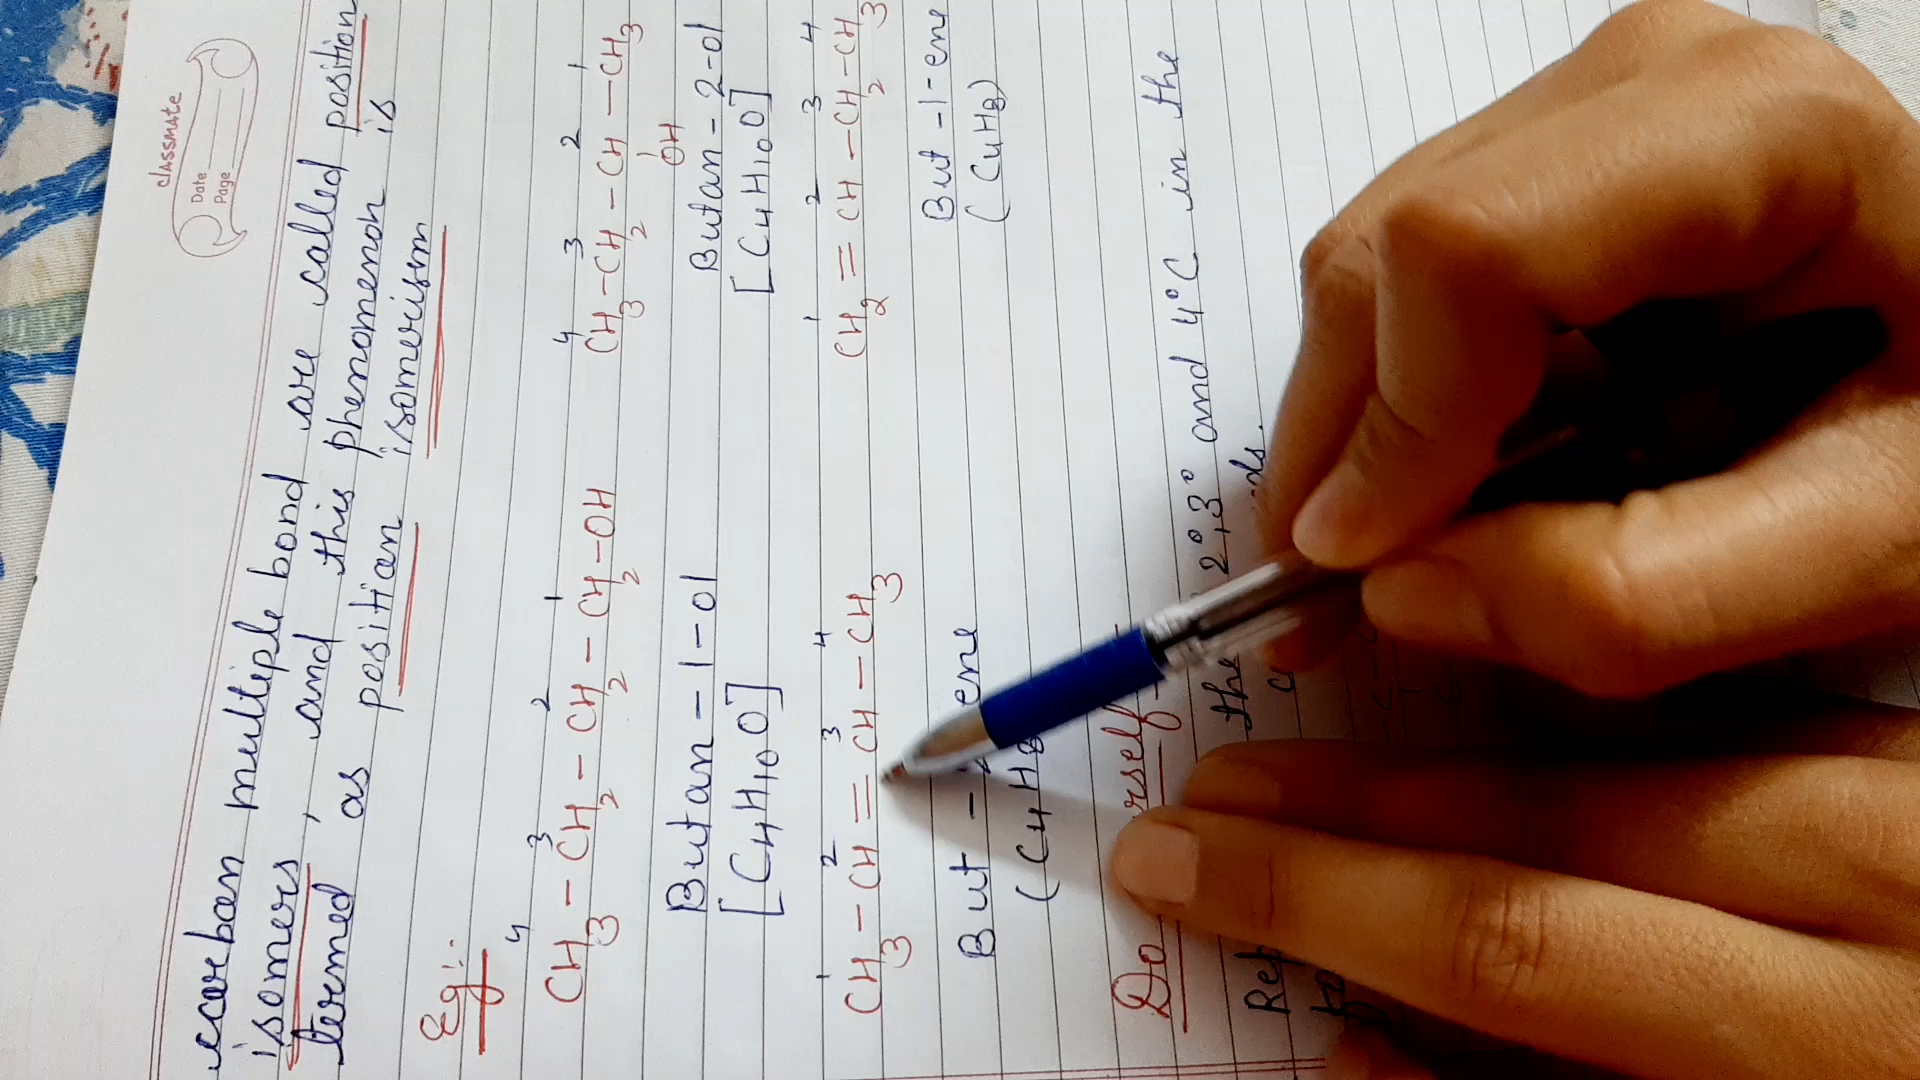 classmate
Date
Page
carbon multiple bond are called position
isomers, and this phenomenon is
termed as position isomerism
Eg:
4 3 2 1
CH3 - CH2 - CH2 - CH2 - OH
4 3 2 1
CH3 - CH2 - CH - CH3
OH
Butan - 1 - ol
[C4H10O]
Butan - 2 - ol
[C4H10O]
1 2 3 4
CH3 - CH = CH - CH3
1 2 3 4
CH2 = CH - CH2 - CH3
But - ene
(C4H8
But - 1 - ene
(C4H8)
Do rself
the 2°, 3° and 4°C in the